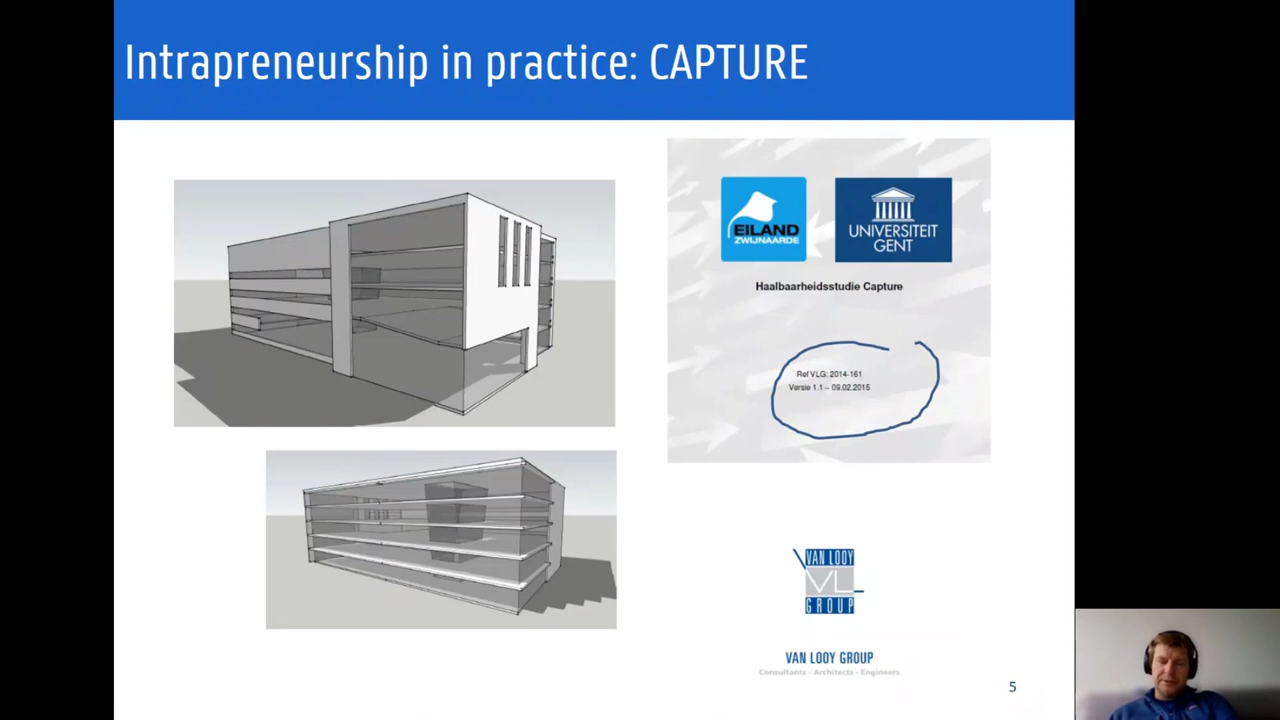 Intrapreneurship in practice: CAPTURE
EILAND
ZWIJNAARDE
UNIVERSITEIT
GENT
Haalbaarheidsstudie Capture
Ref VLG: 2014-161
Versie 1.1 – 09.02.2015
VAN LOOY
VL
GROUP
VAN LOOY GROUP
Consultants - Architects - Engineers
5